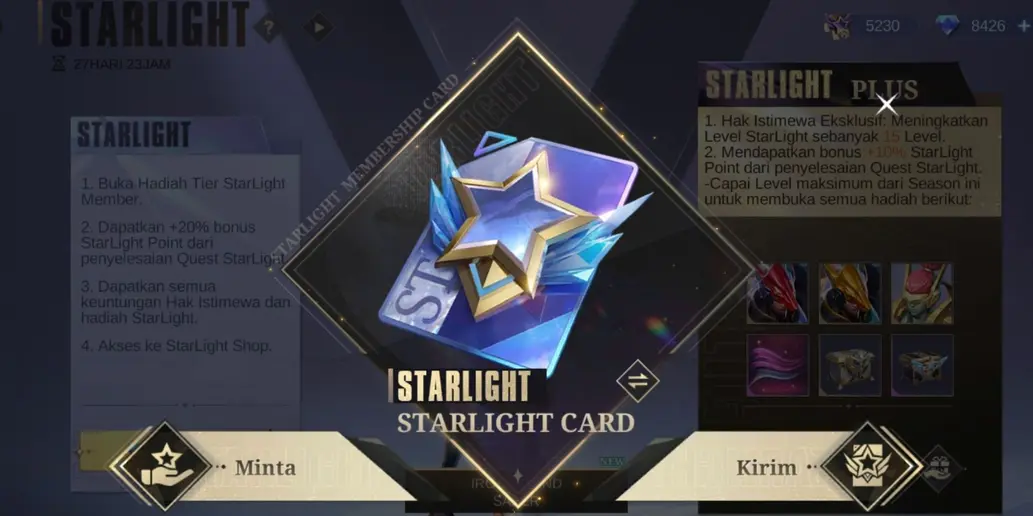 STARLIGHT
?
27HARI 23JAM
5230
8426 +
STARLIGHT
1. Buka Hadiah Tier StarLight
Member.
2. Dapatkan +20% bonus
StarLight Point dari
penyelesaian Quest StarLight.
3. Dapatkan semua
keuntungan Hak Istimewa dan
hadiah StarLight.
4. Akses ke StarLight Shop.
STARLIGHT MEMBERSHIP CARD
STARLIGHT
ST
STARLIGHT
STARLIGHT CARD
STARLIGHT PLUS
1. Hak Istimewa Eksklusif: Meningkatkan
Level StarLight sebanyak 15 Level.
2. Mendapatkan bonus +10% StarLight
Point dari penyelesaian Quest StarLight.
-Capai Level maksimum dari Season ini
untuk membuka semua hadiah berikut:
Minta
Kirim
NEW